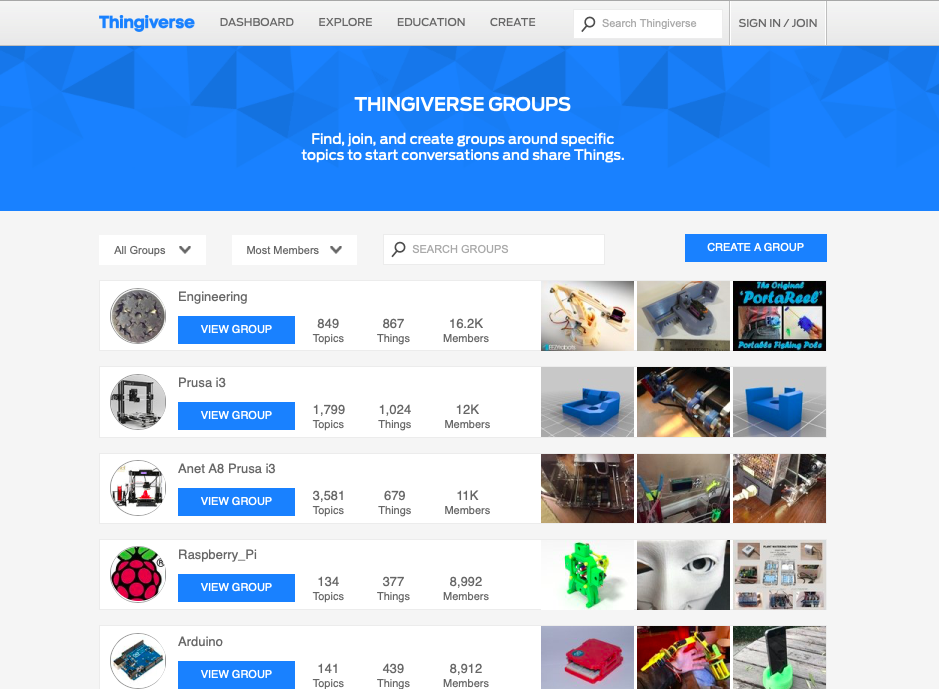 Thingiverse
DASHBOARD
EXPLORE
EDUCATION
CREATE
Search Thingiverse
SIGN IN / JOIN
THINGIVERSE GROUPS
Find, join, and create groups around specific
topics to start conversations and share Things.
All Groups
Most Members
SEARCH GROUPS
CREATE A GROUP
Engineering
VIEW GROUP
849
Topics
867
Things
16.2K
Members
The Original
'PortaReel'
Portable Fishing Pole
Prusa i3
VIEW GROUP
1,799
Topics
1,024
Things
12K
Members
Anet A8 Prusa i3
VIEW GROUP
3,581
Topics
679
Things
11K
Members
Raspberry_Pi
VIEW GROUP
134
Topics
377
Things
8,992
Members
PLANT WATERING SYSTEM
Arduino
VIEW GROUP
141
Topics
439
Things
8,912
Members